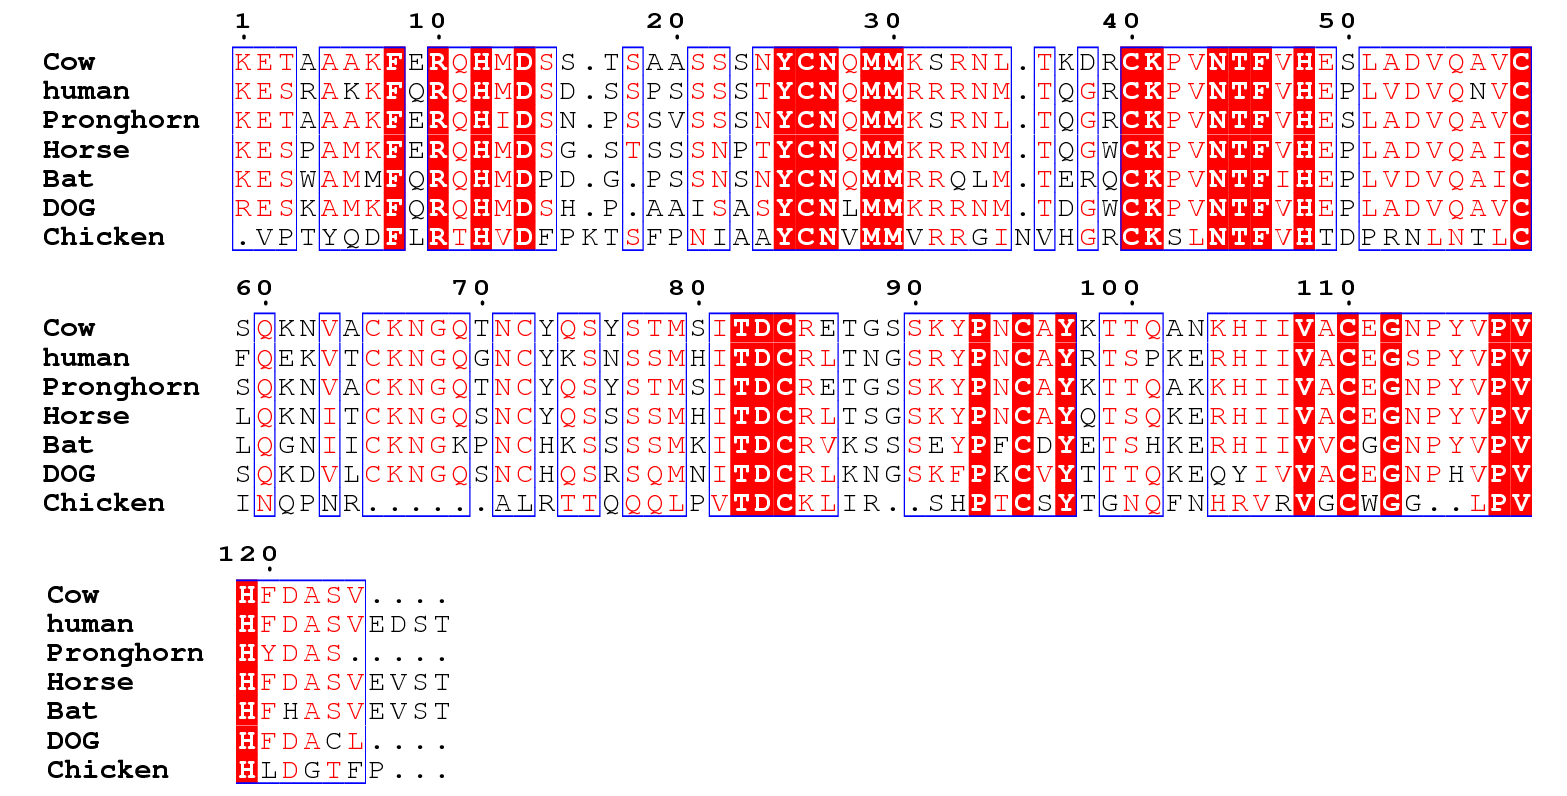 1 10 20 30 40 50
Cow KETAAAKFERQHMDSS.TSAASSSNYCNQMMKSRNL.TKDRCKPVNTFVHESLADVQAVC
human KESRAKKFQRQHMDSD.SSPSSSSTYCNQMMRRRNM.TQGRCKPVNTFVHEPLVDVQNVC
Pronghorn KETAAAKFERQHIDSN.PSSVSSSNYCNQMMKSRNL.TQGRCKPVNTFVHESLADVQAVC
Horse KESPAMKFERQHMDSG.STSSSNPTYCNQMMKRRNM.TQGWCKPVNTFVHEPLADVQAIC
Bat KESWAMMFQRQHMDPD.G.PSSNSNYCNQMMRRQLM.TERQCKPVNTFIHEPLVDVQAIC
DOG RESKAMKFQRQHMDSH.P.AAISASYCNLMMKRRNM.TDGWCKPVNTFVHEPLADVQAVC
Chicken .VPTYQDFLRTHVDFPKTSFPNIAAYCNVMMVRRGINVHGRCKSLNTFVHTDPRNLNTLC
60 70 80 90 100 110
Cow SQKNVACKNGQTNCYQSYSTMSITDCRETGSSKYPNCAYKTTQANKHIIVACEGNPYVPV
human FQEKVTCKNGQGNCYKSNSSMHITDCRLTNGSRYPNCAYRTSPKERHIIVACEGSPYVPV
Pronghorn SQKNVACKNGQTNCYQSYSTMSITDCRETGSSKYPNCAYKTTQAKKHIIVACEGNPYVPV
Horse LQKNITCKNGQSNCYQSSSSMHITDCRLTSGSKYPNCAYQTSQKERHIIVACEGNPYVPV
Bat LQGNIICKNGKPNCHKSSSSMKITDCRVKSSSEYPFCDYETSHKERHIIVVCGGNPYVPV
DOG SQKDVLCKNGQSNCHQSRSQMNITDCRLKNGSKFPKCVYTTTQKEQYIVVACEGNPHVPV
Chicken INQPNR......ALRTTQQQLPVTDCKLIR..SHPTCSYTGNQFNHRVRVGCWGG..LPV
120
Cow HFDASV....
human HFDASVEDST
Pronghorn HYDAS.....
Horse HFDASVEVST
Bat HFHASVEVST
DOG HFDACL....
Chicken HLDGTFP...